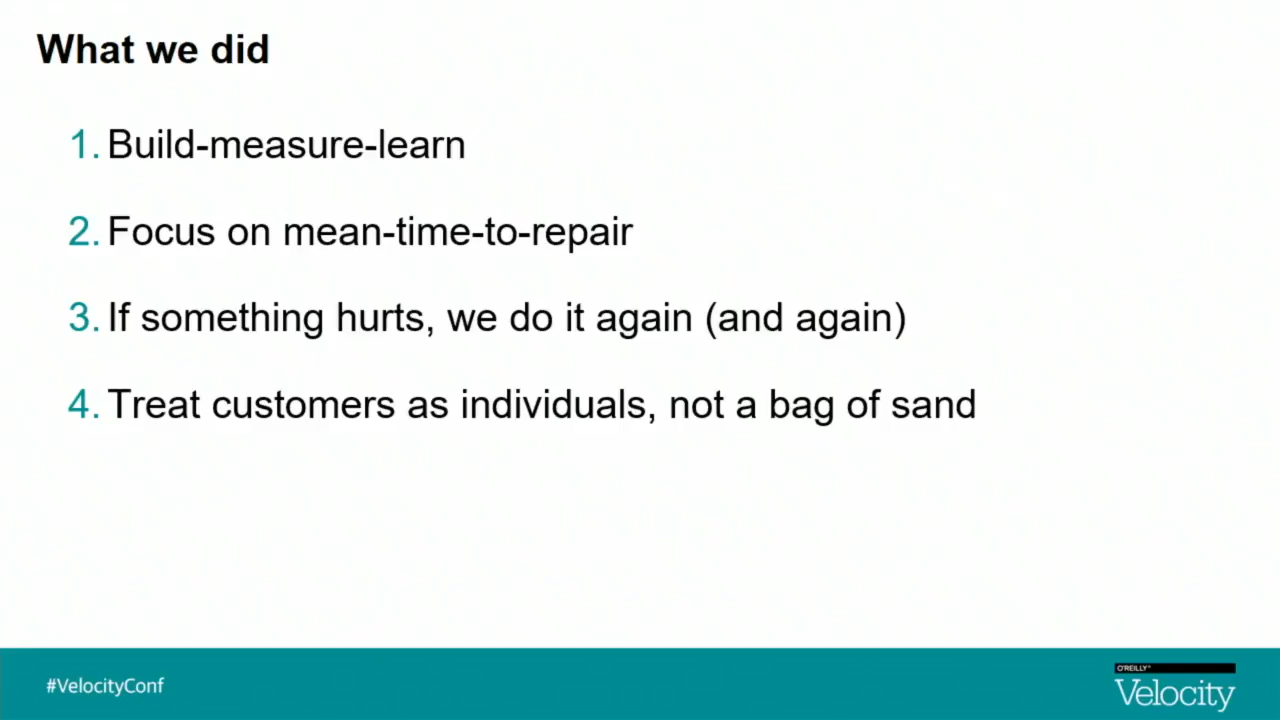 What we did
1. Build-measure-learn
2. Focus on mean-time-to-repair
3. If something hurts, we do it again (and again)
4. Treat customers as individuals, not a bag of sand
#VelocityConf
O'REILLY™
Velocity